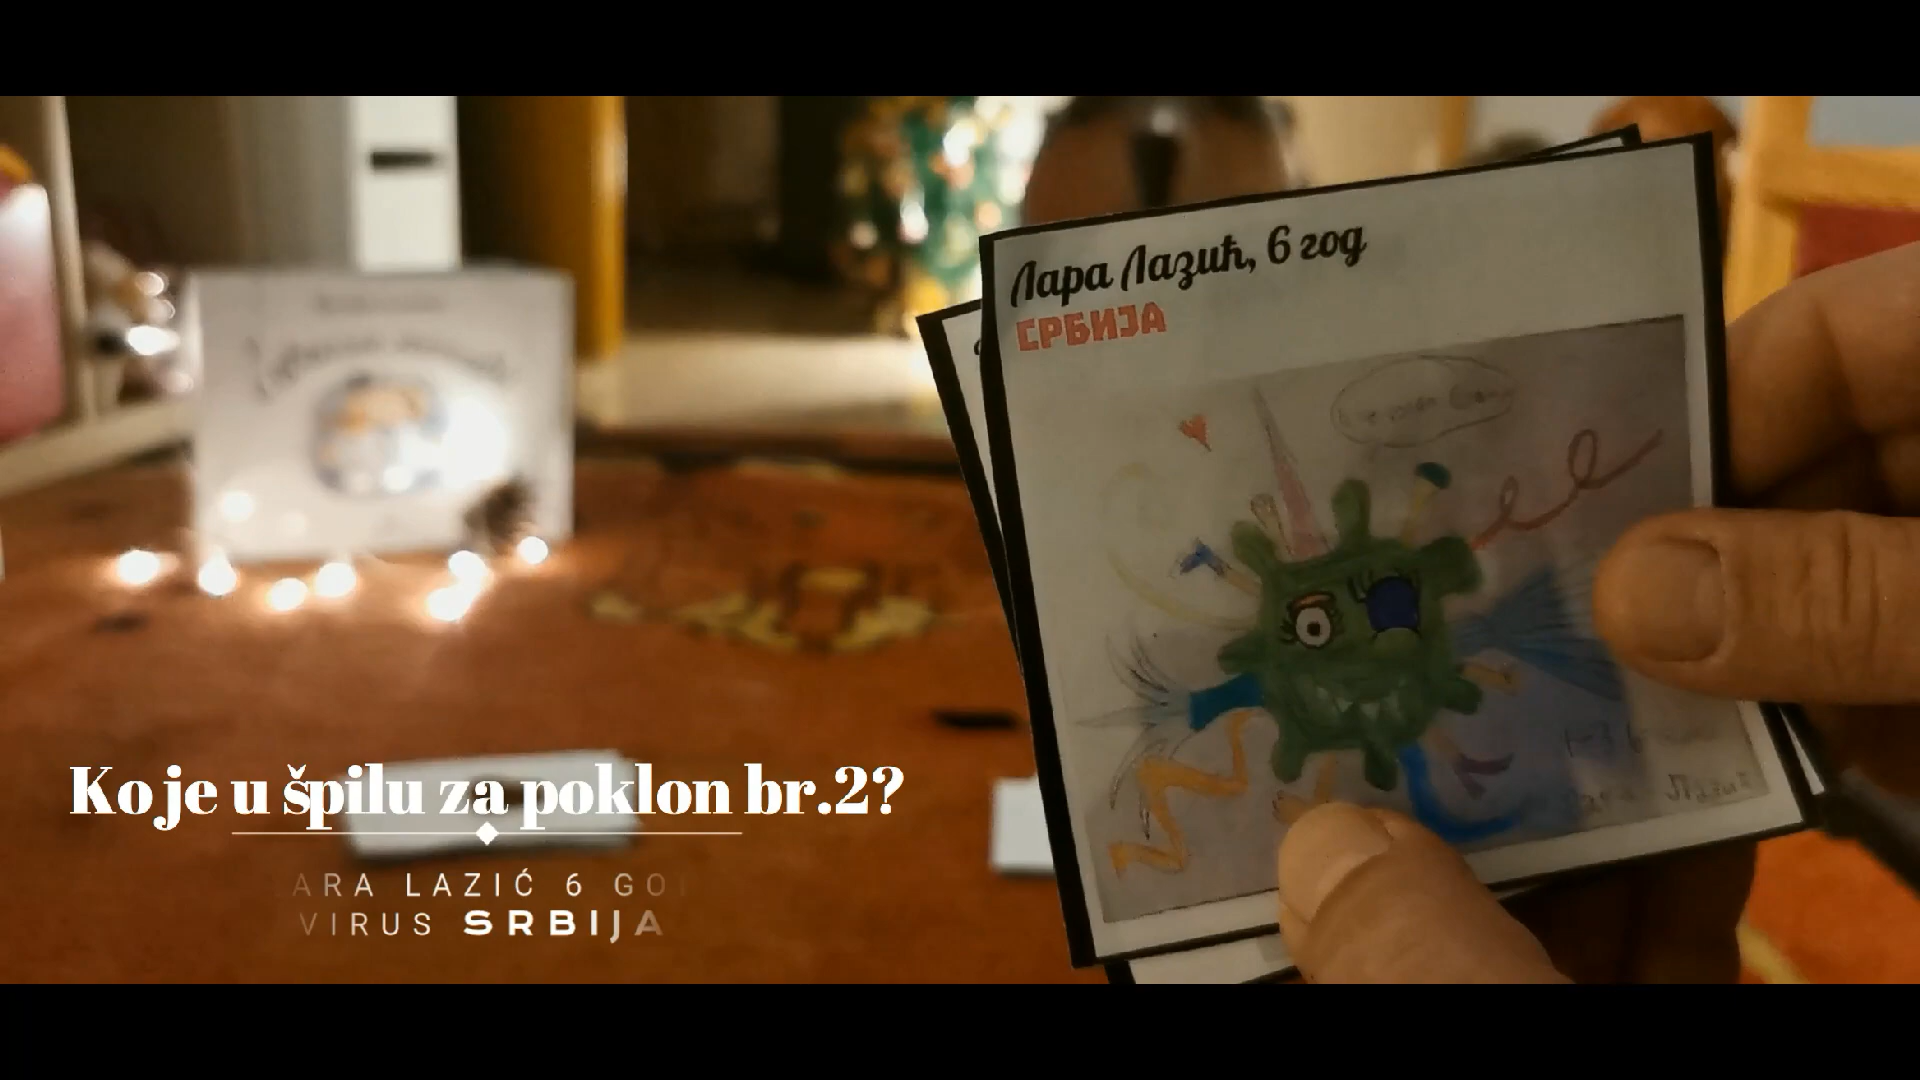 Лара Лазић, 6 год
СРБИЈА
Ko je u špilu za poklon br.2?
ARA LAZIĆ 6 GO
VIRUS SRBIJA